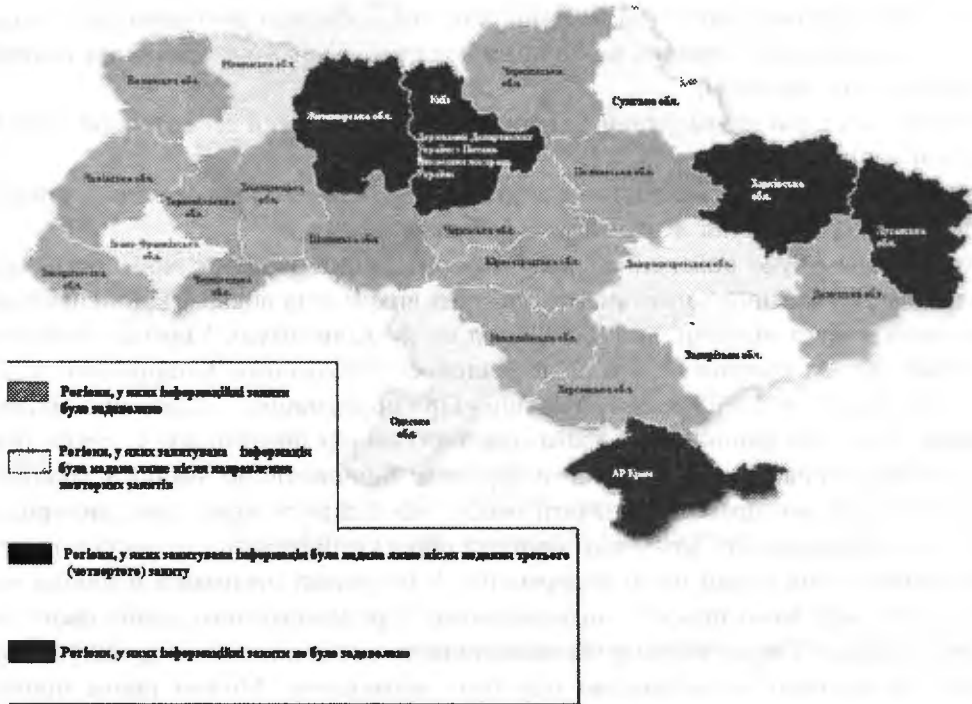 Волинська обл.
Рівненська обл.
Житомирська обл.
Київ
Чернігівська
обл.
Сумська обл.
Державний Департамент
України з Питань
Виконання покарань
України
Львівська обл.
Тернопільська
обл.
Хмельницька
обл.
Полтавська обл.
Харківська
обл.
Луганська
обл.
Івано-Франківська
обл.
Вінницька обл.
Черкаська обл.
Закарпатська
обл.
Чернівецька
обл.
Кіровоградська обл.
Дніпропетровська обл.
Донецька обл.
Миколаївська обл.
Запорізька обл.
Херсонська обл.
Одеська
обл.
АР Крим
Регіони, у яких інформаційні запити
було задоволено
Регіони, у яких запитувана інформація
була надана лише після направлення
повторних запитів
Регіони, у яких запитувана інформація була надана лише після подання третього
(четвертого) запиту
Регіони, у яких інформаційні запити не було задоволено